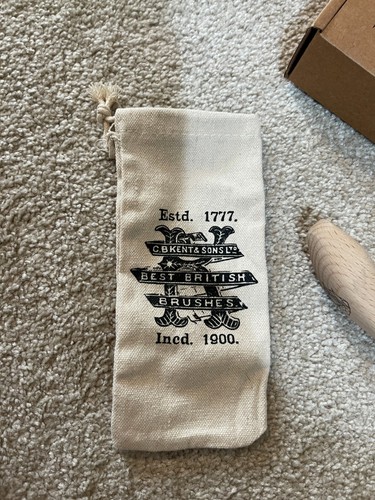 Estd. 1777.
G.B KENT & SONS LTD
BEST BRITISH
BRUSHES.
Incd. 1900.